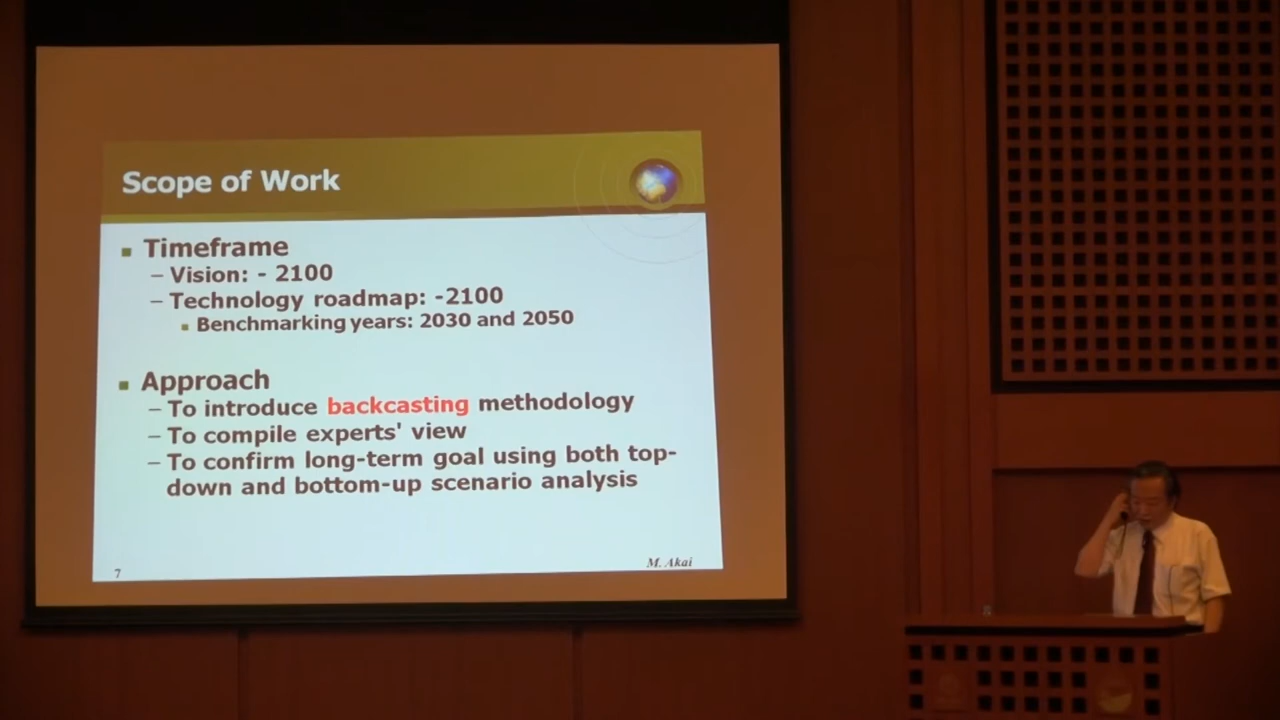 Scope of Work
Timeframe
– Vision: - 2100
– Technology roadmap: -2100
Benchmarking years: 2030 and 2050
Approach
– To introduce backcasting methodology
– To compile experts' view
– To confirm long-term goal using both top-
down and bottom-up scenario analysis
7
M. Akai